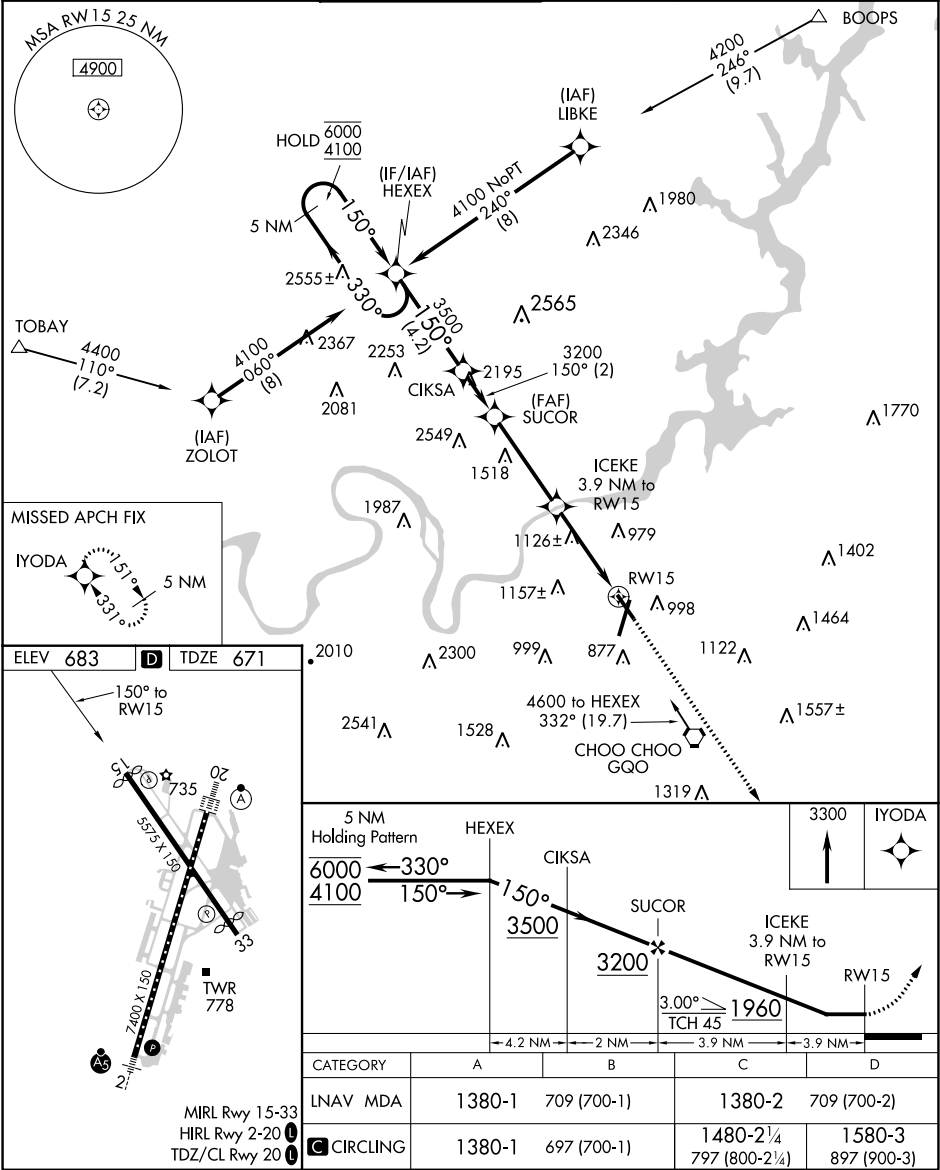 MSA RW15 25 NM
4900
BOOPS
4200
246°
(9.7)
(IAF)
LIBKE
HOLD 6000
4100
(IF/IAF)
HEXEX
4100 NoPT
240°
(8)
150°
5 NM
330°
1980
2346
2555±
2565
3500
150°
(4.2)
TOBAY
4400
110°
(7.2)
4100
060°
(8)
2367
2253
2195
3200
150° (2)
CIKSA
(FAF)
SUCOR
2081
(IAF)
ZOLOT
2549
1518
1770
ICEKE
3.9 NM to
RW15
1987
1126±
979
1402
MISSED APCH FIX
IYODA
151°
5 NM
331°
1157±
RW15
998
1464
2010
2300
999
877
1122
4600 to HEXEX
332° (19.7)
1557±
2541
1528
CHOO CHOO
GQO
1319
ELEV 683
D
TDZE 671
150° to
RW15
15
P
735
20
A
5575 X 150
P
33
7400 X 150
TWR
778
A5
P
2
MIRL Rwy 15-33
HIRL Rwy 2-20 L
TDZ/CL Rwy 20 L
5 NM
Holding Pattern
HEXEX
3300
IYODA
6000
4100
330°
150°
150°
CIKSA
3500
SUCOR
3200
ICEKE
3.9 NM to
RW15
RW15
3.00°
TCH 45
1960
4.2 NM
2 NM
3.9 NM
3.9 NM
CATEGORY A B C D
LNAV MDA 1380-1 709 (700-1) 1380-2 709 (700-2)
C CIRCLING 1380-1 697 (700-1) 1480-2¼ 1580-3
797 (800-2¼) 897 (900-3)